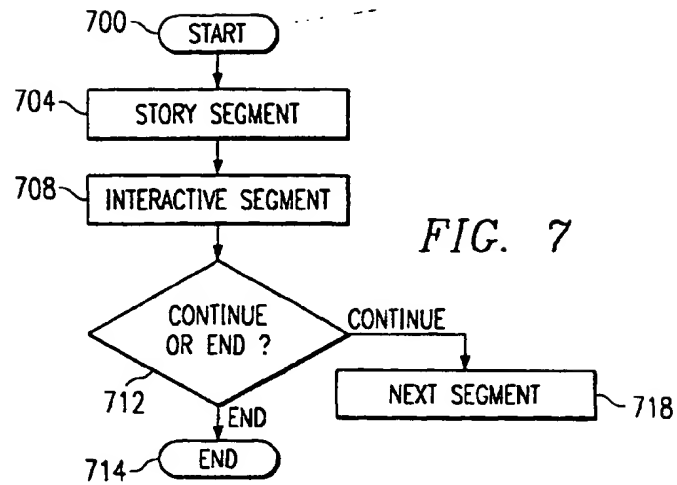 700
START
704
STORY SEGMENT
708
INTERACTIVE SEGMENT
FIG. 7
CONTINUE
OR END ?
CONTINUE
712
NEXT SEGMENT
718
END
714
END